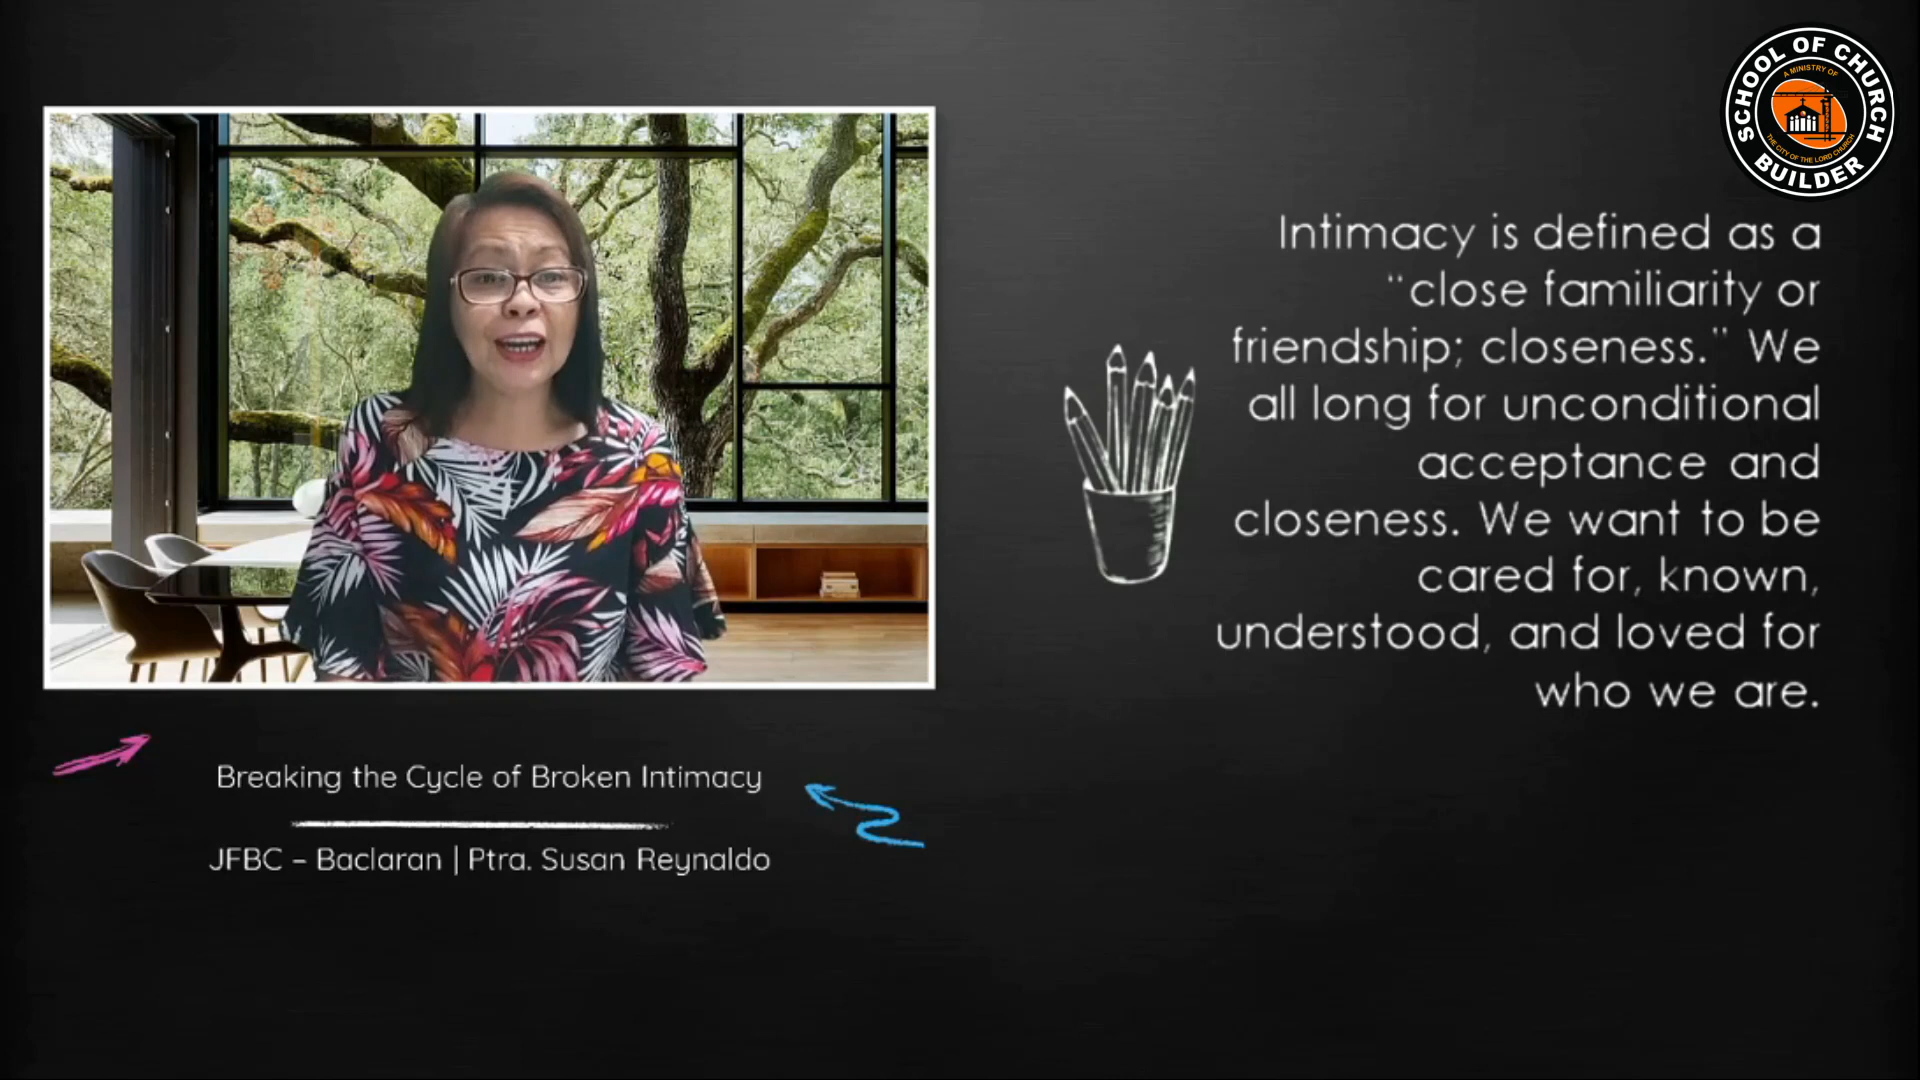 SCHOOL OF CHURCH
BUILDER
A MINISTRY OF
THE CITY OF THE LORD CHURCH
Intimacy is defined as a
“close familiarity or
friendship; closeness.” We
all long for unconditional
acceptance and
closeness. We want to be
cared for, known,
understood, and loved for
who we are.
Breaking the Cycle of Broken Intimacy
JFBC – Baclaran | Ptra. Susan Reynaldo